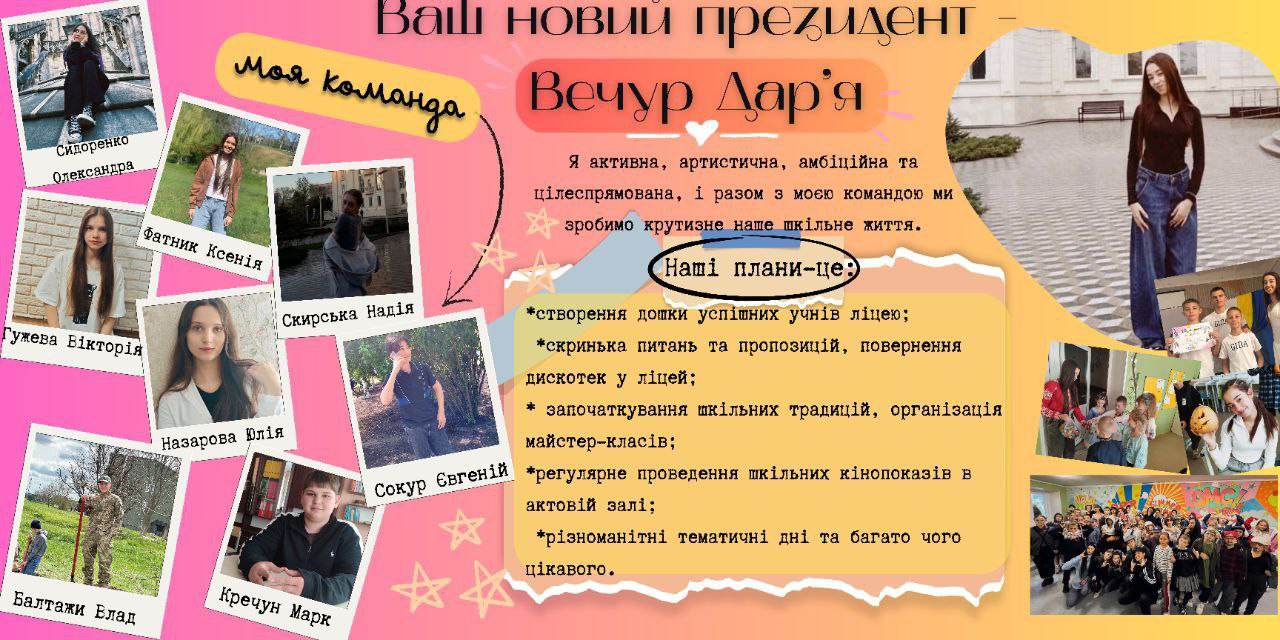 Ваш новий президент -
Вечур Дар'я
Моя команда
Я активна, артистична, амбіційна та
цілеспрямована, і разом з моєю командою ми
зробимо крутизне наше шкільне життя.
Наші плани-це:
*створення дошки успішних учнів ліцею;
*скринька питань та пропозицій, повернення
дискотек у ліцей;
* започаткування шкільних традицій, організація
майстер-класів;
*регулярне проведення шкільних кінопоказів в
актовій залі;
*різноманітні тематичні дні та багато чого
цікавого.
Сидоренко
Олександра
Фатник Ксенія
Скирська Надія
Гужева Вікторія
Назарова Юлія
Сокур Євгеній
Балтажи Влад
Кречун Марк